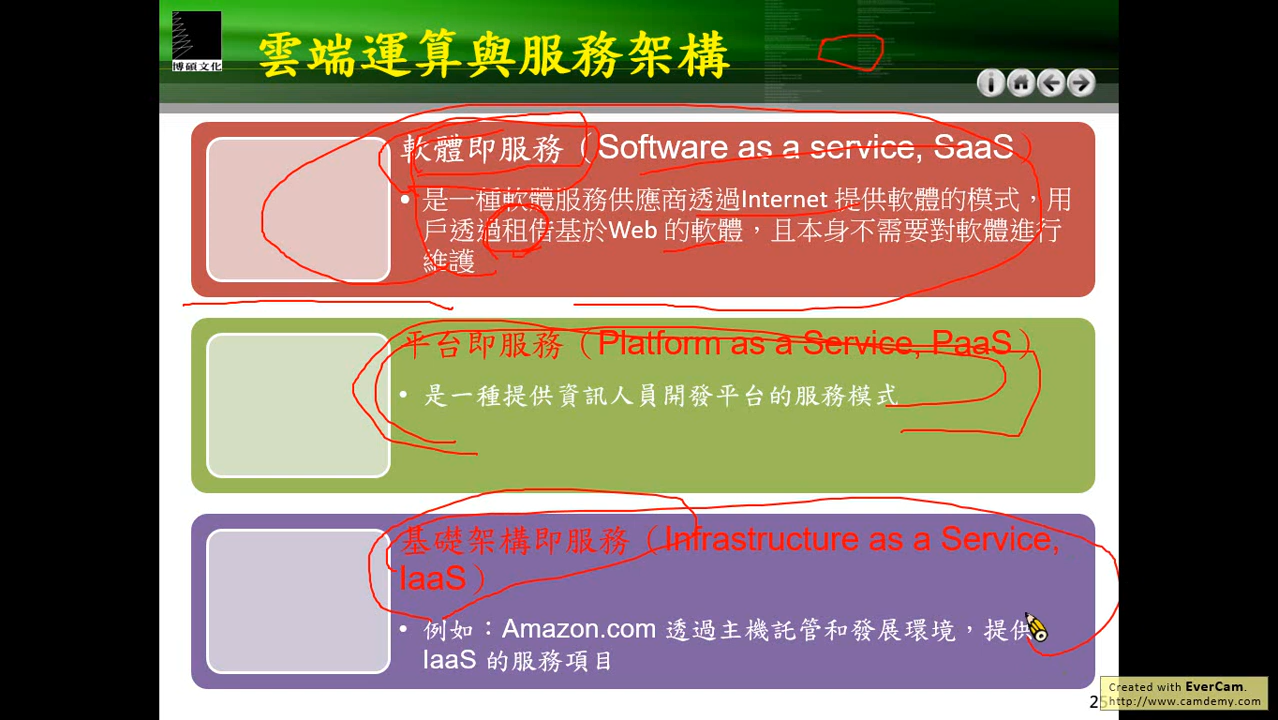 雲端運算與服務架構
博碩文化
軟體即服務（Software as a service, SaaS）
• 是一種軟體服務供應商透過Internet 提供軟體的模式，用
戶透過租借基於Web 的軟體，且本身不需要對軟體進行
維護
平台即服務（Platform as a Service, PaaS）
• 是一種提供資訊人員開發平台的服務模式
基礎架構即服務（Infrastructure as a Service,
IaaS）
• 例如：Amazon.com 透過主機託管和發展環境，提供
IaaS 的服務項目
Created with EverCam.
http://www.camdemy.com